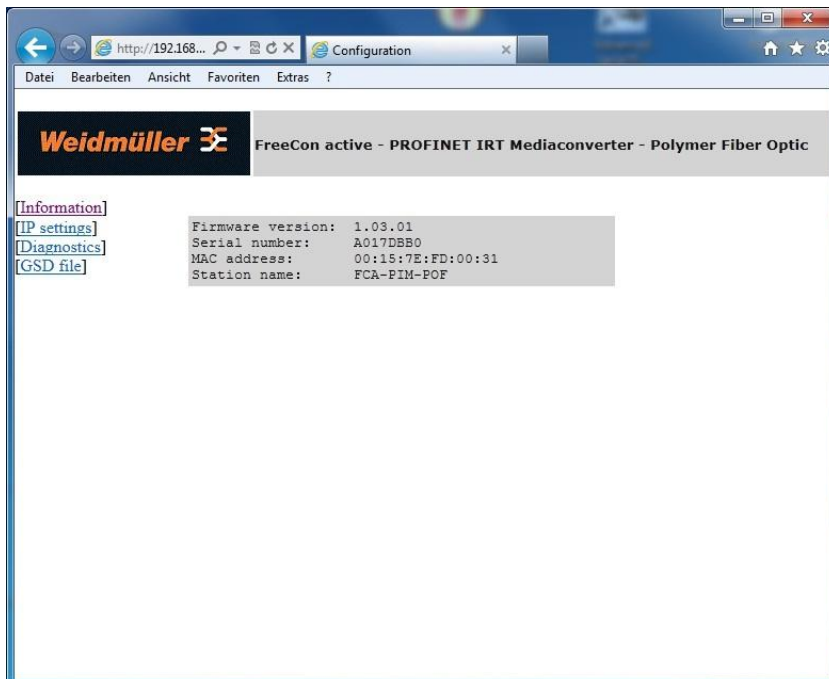 http://192.168...
Configuration
Datei Bearbeiten Ansicht Favoriten Extras ?
Weidmüller
FreeCon active - PROFINET IRT Mediaconverter - Polymer Fiber Optic
[Information]
[IP settings]
[Diagnostics]
[GSD file]
Firmware version: 1.03.01
Serial number: A017DBB0
MAC address: 00:15:7E:FD:00:31
Station name: FCA-PIM-POF